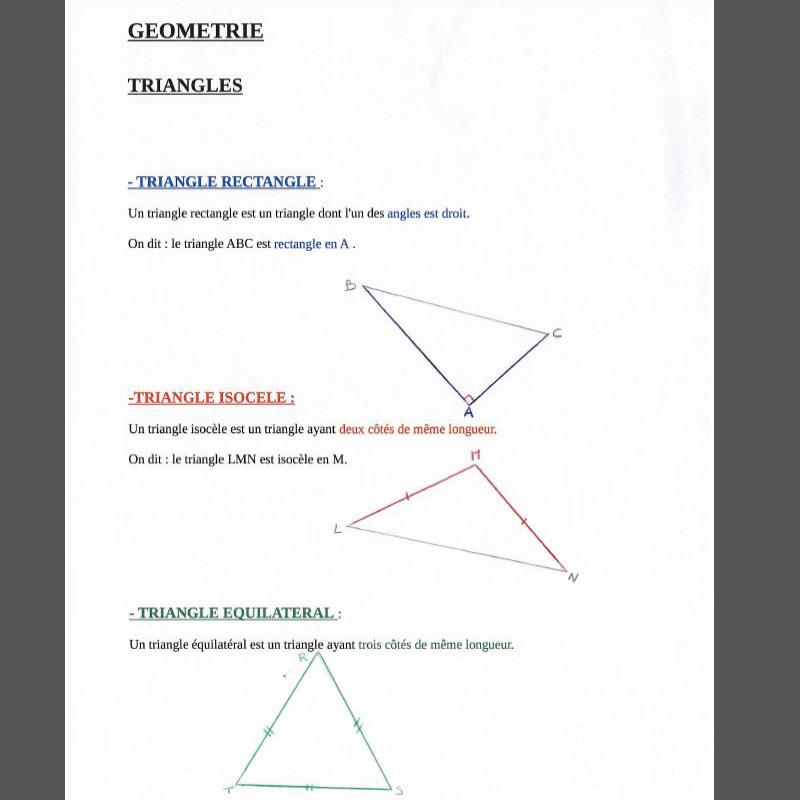 GEOMETRIE
TRIANGLES
- TRIANGLE RECTANGLE :
Un triangle rectangle est un triangle dont l'un des angles est droit.
On dit : le triangle ABC est rectangle en A .
B
C
A
-TRIANGLE ISOCELE :
Un triangle isocèle est un triangle ayant deux côtés de même longueur.
On dit : le triangle LMN est isocèle en M.
M
L
N
- TRIANGLE EQUILATERAL :
Un triangle équilatéral est un triangle ayant trois côtés de même longueur.
R
T
S